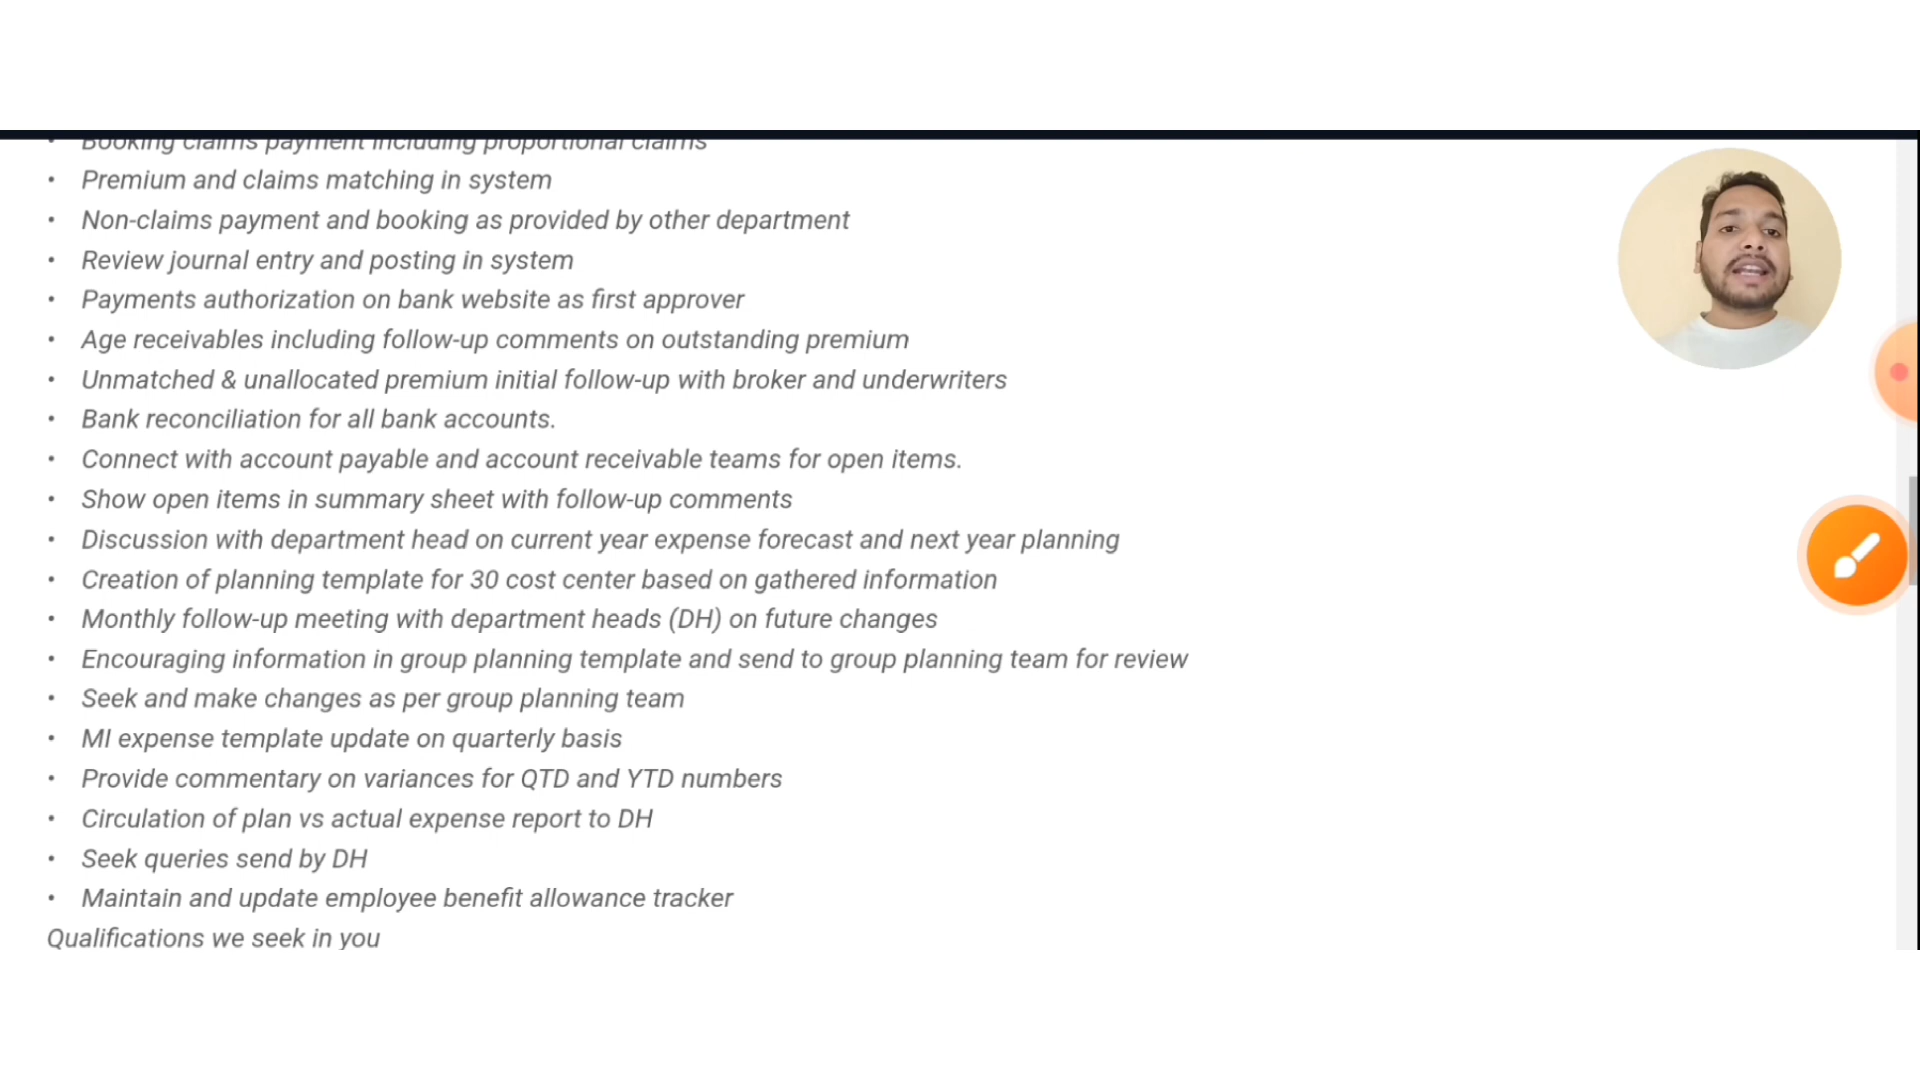 • Booking claims payment including proportional claims
• Premium and claims matching in system
• Non-claims payment and booking as provided by other department
• Review journal entry and posting in system
• Payments authorization on bank website as first approver
• Age receivables including follow-up comments on outstanding premium
• Unmatched & unallocated premium initial follow-up with broker and underwriters
• Bank reconciliation for all bank accounts.
• Connect with account payable and account receivable teams for open items.
• Show open items in summary sheet with follow-up comments
• Discussion with department head on current year expense forecast and next year planning
• Creation of planning template for 30 cost center based on gathered information
• Monthly follow-up meeting with department heads (DH) on future changes
• Encouraging information in group planning template and send to group planning team for review
• Seek and make changes as per group planning team
• MI expense template update on quarterly basis
• Provide commentary on variances for QTD and YTD numbers
• Circulation of plan vs actual expense report to DH
• Seek queries send by DH
• Maintain and update employee benefit allowance tracker
Qualifications we seek in you